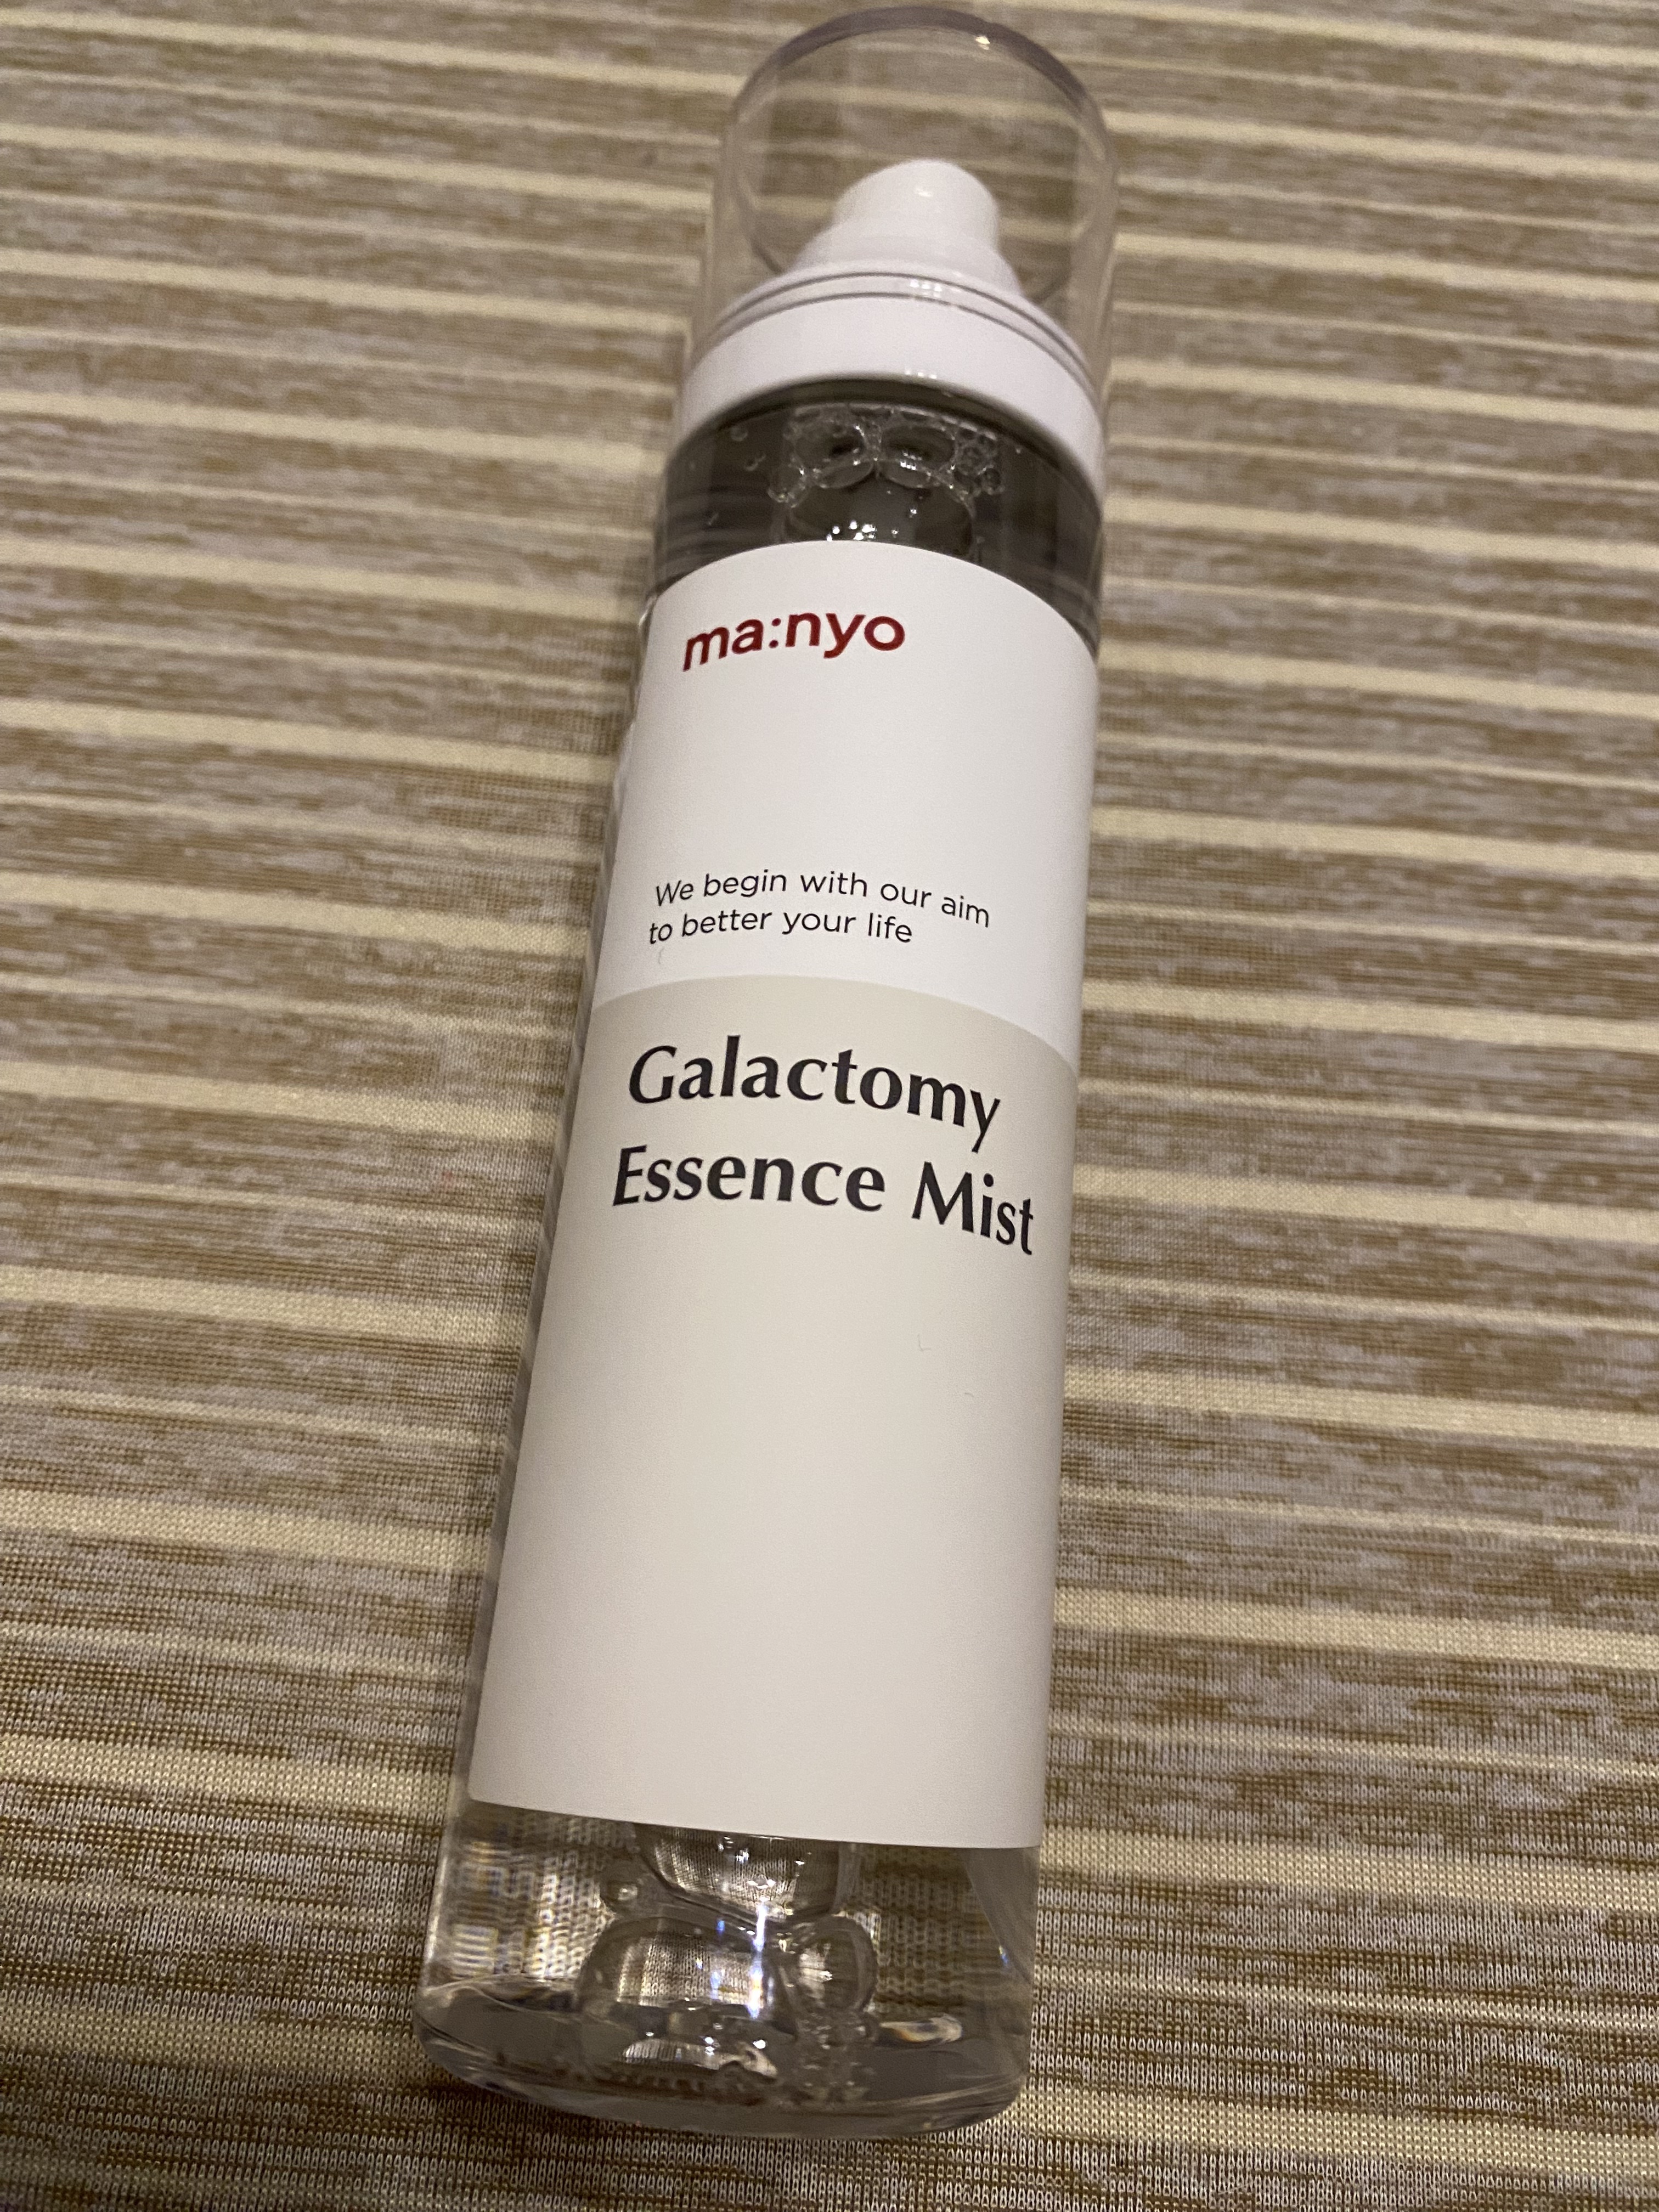 ma:nyo
We begin with our aim
to better your life
Galactomy
Essence Mist